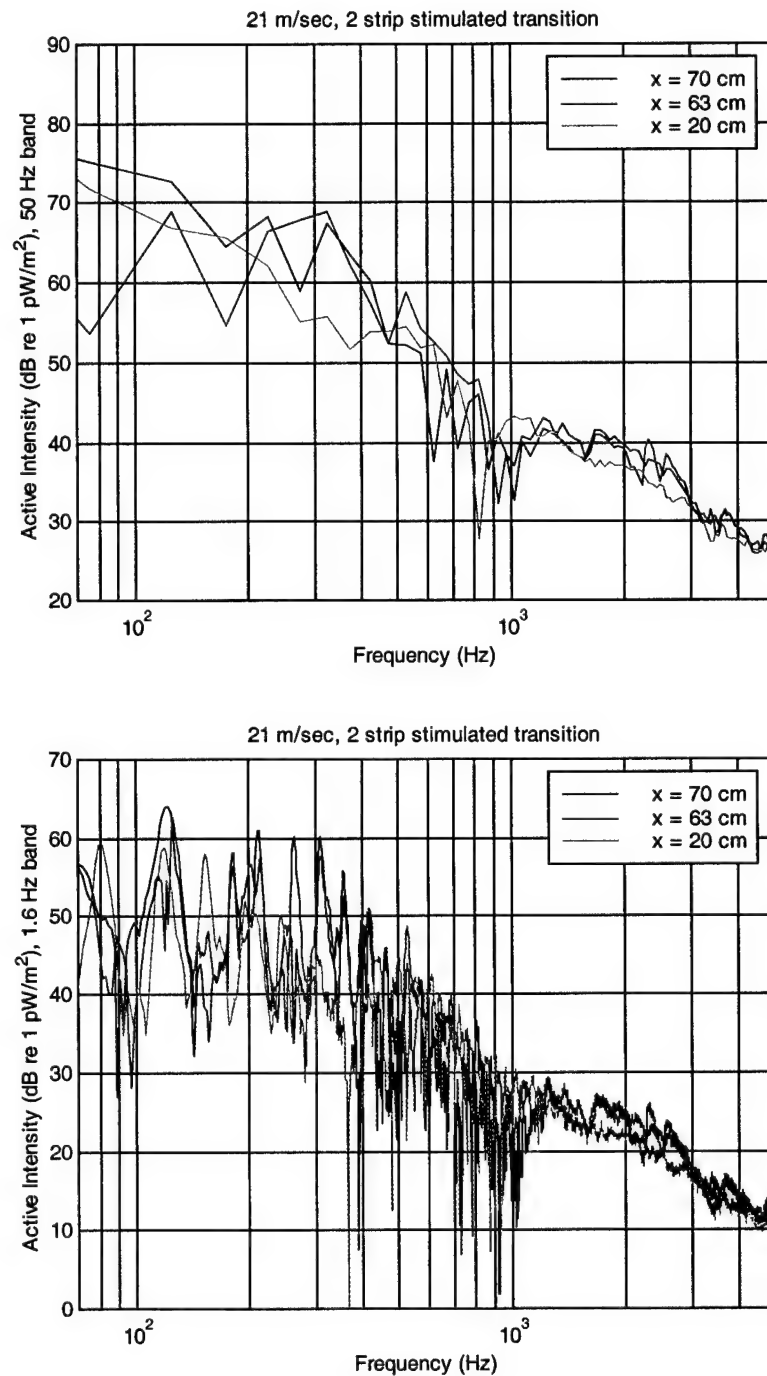 21 m/sec, 2 strip stimulated transition
x = 70 cm
x = 63 cm
x = 20 cm
Active Intensity (dB re 1 pW/m²), 50 Hz band
90
80
70
60
50
40
30
20
10²
10³
Frequency (Hz)
21 m/sec, 2 strip stimulated transition
x = 70 cm
x = 63 cm
x = 20 cm
Active Intensity (dB re 1 pW/m²), 1.6 Hz band
70
60
50
40
30
20
10
0
10²
10³
Frequency (Hz)